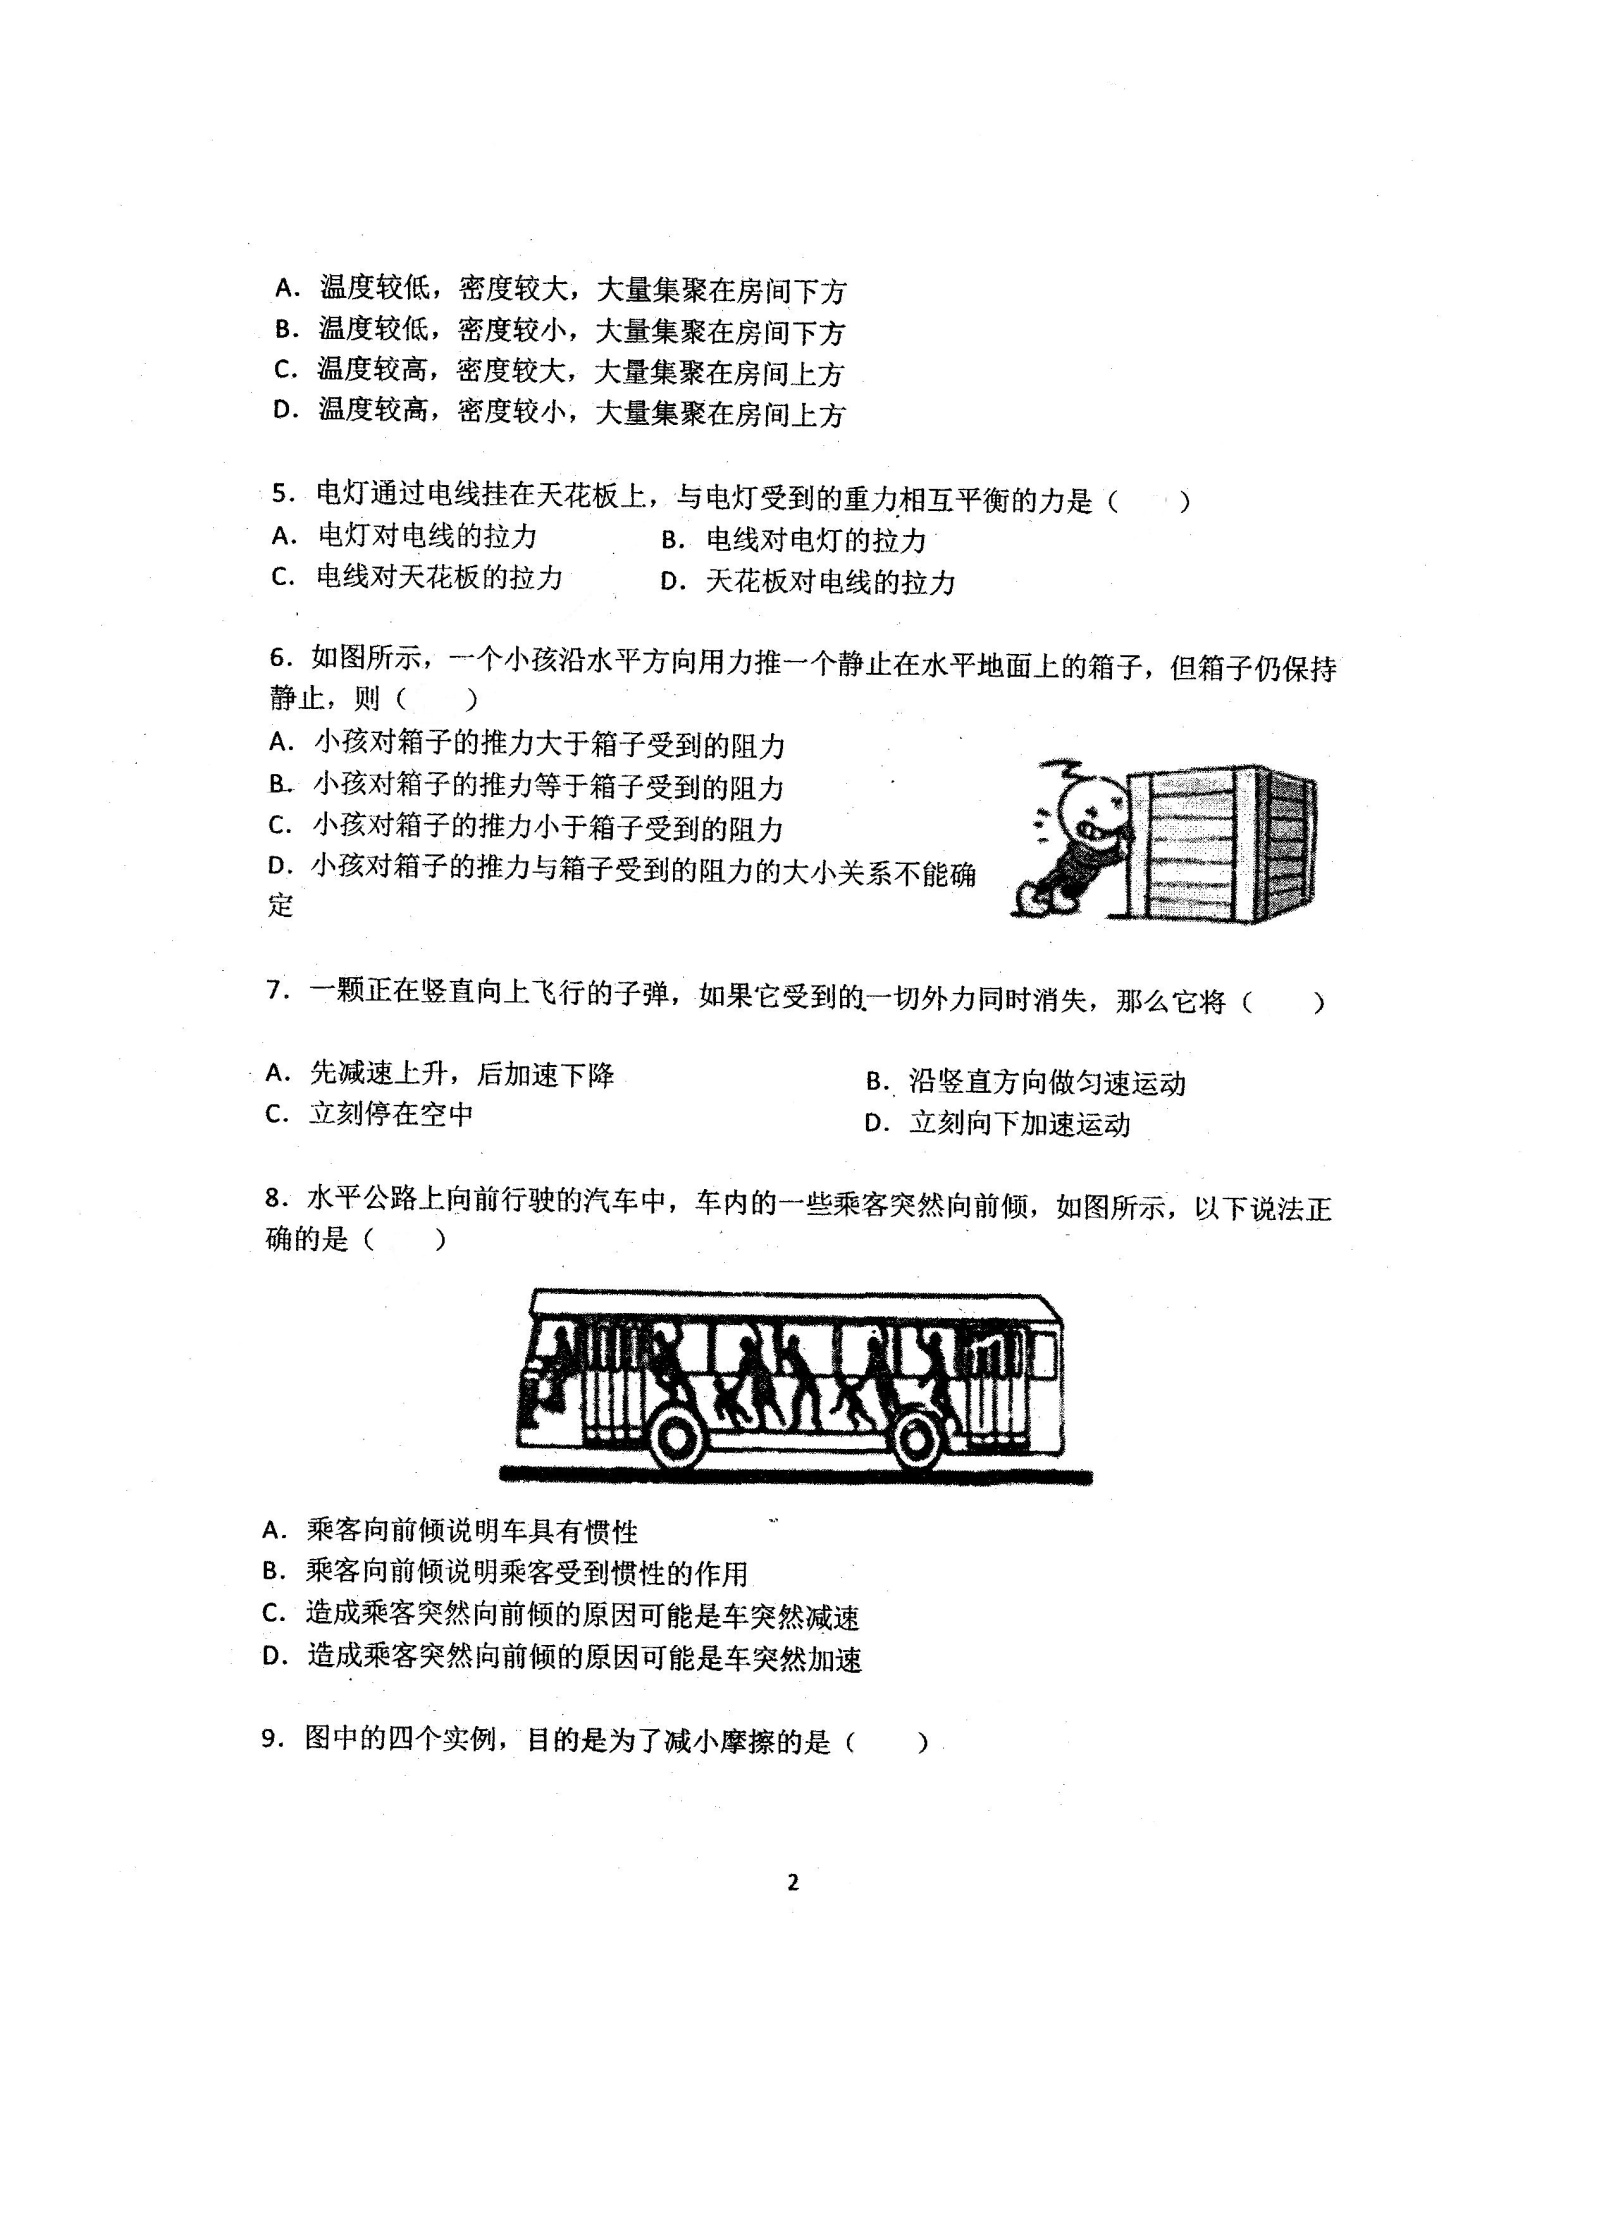 A．温度较低，密度较大，大量集聚在房间下方
B．温度较低，密度较小，大量集聚在房间下方
C．温度较高，密度较大，大量集聚在房间上方
D．温度较高，密度较小，大量集聚在房间上方
5．电灯通过电线挂在天花板上，与电灯受到的重力相互平衡的力是（　　）
A．电灯对电线的拉力　　B．电线对电灯的拉力
C．电线对天花板的拉力　　D．天花板对电线的拉力
6．如图所示，一个小孩沿水平方向用力推一个静止在水平地面上的箱子，但箱子仍保持
静止，则（　　）
A．小孩对箱子的推力大于箱子受到的阻力
B．小孩对箱子的推力等于箱子受到的阻力
C．小孩对箱子的推力小于箱子受到的阻力
D．小孩对箱子的推力与箱子受到的阻力的大小关系不能确
定
7．一颗正在竖直向上飞行的子弹，如果它受到的一切外力同时消失，那么它将（　　）
A．先减速上升，后加速下降　　B．沿竖直方向做匀速运动
C．立刻停在空中　　D．立刻向下加速运动
8．水平公路上向前行驶的汽车中，车内的一些乘客突然向前倾，如图所示，以下说法正
确的是（　　）
A．乘客向前倾说明车具有惯性
B．乘客向前倾说明乘客受到惯性的作用
C．造成乘客突然向前倾的原因可能是车突然减速
D．造成乘客突然向前倾的原因可能是车突然加速
9．图中的四个实例，目的是为了减小摩擦的是（　　）
2